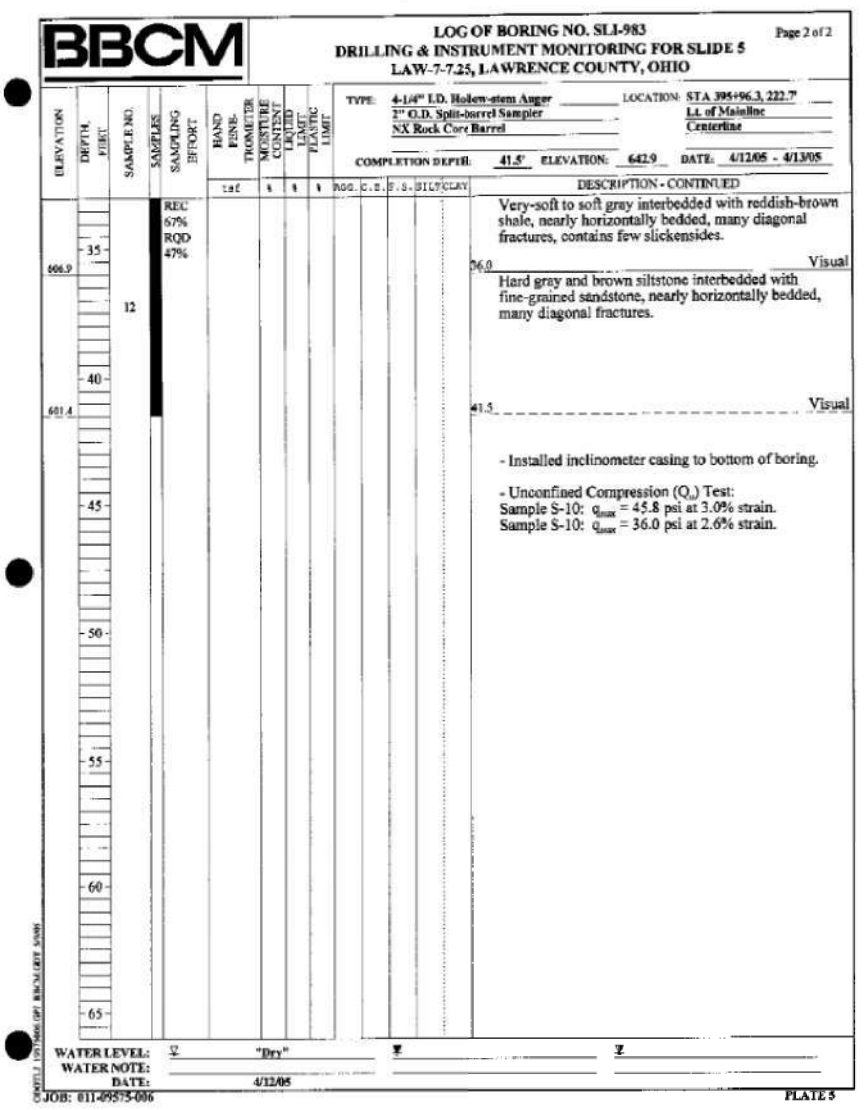 BBCM
LOG OF BORING NO. SLI-983
DRILLING & INSTRUMENT MONITORING FOR SLIDE 5
LAW-7-7.25, LAWRENCE COUNTY, OHIO
Page 2 of 2
ELEVATION
DEPTH, FEET
SAMPLE NO.
SAMPLES
SAMPLING EFFORT
HAND PENE-TROMETER
MOISTURE CONTENT
LIQUID LIMIT
PLASTIC LIMIT
TYPE: 4-1/4" I.D. Hollow-stem Auger
2" O.D. Split-barrel Sampler
NX Rock Core Barrel
LOCATION: STA 395+96.3, 222.7'
Lt. of Mainline
Centerline
COMPLETION DEPTH: 41.5' ELEVATION: 642.9 DATE: 4/12/05 - 4/13/05
tsf % % % AGG. C.S. F.S. SILT CLAY
DESCRIPTION - CONTINUED
REC
67%
RQD
47%
Very-soft to soft gray interbedded with reddish-brown
shale, nearly horizontally bedded, many diagonal
fractures, contains few slickensides.
35
606.9
36.0
Visual
12
Hard gray and brown siltstone interbedded with
fine-grained sandstone, nearly horizontally bedded,
many diagonal fractures.
40
601.4
41.5
Visual
- Installed inclinometer casing to bottom of boring.
- Unconfined Compression (Qu) Test:
Sample S-10: qmax = 45.8 psi at 3.0% strain.
Sample S-10: qmax = 36.0 psi at 2.6% strain.
45
50
55
60
65
WATER LEVEL: "Dry"
WATER NOTE:
DATE: 4/12/05
JOB: 011-09575-006
PLATE 5